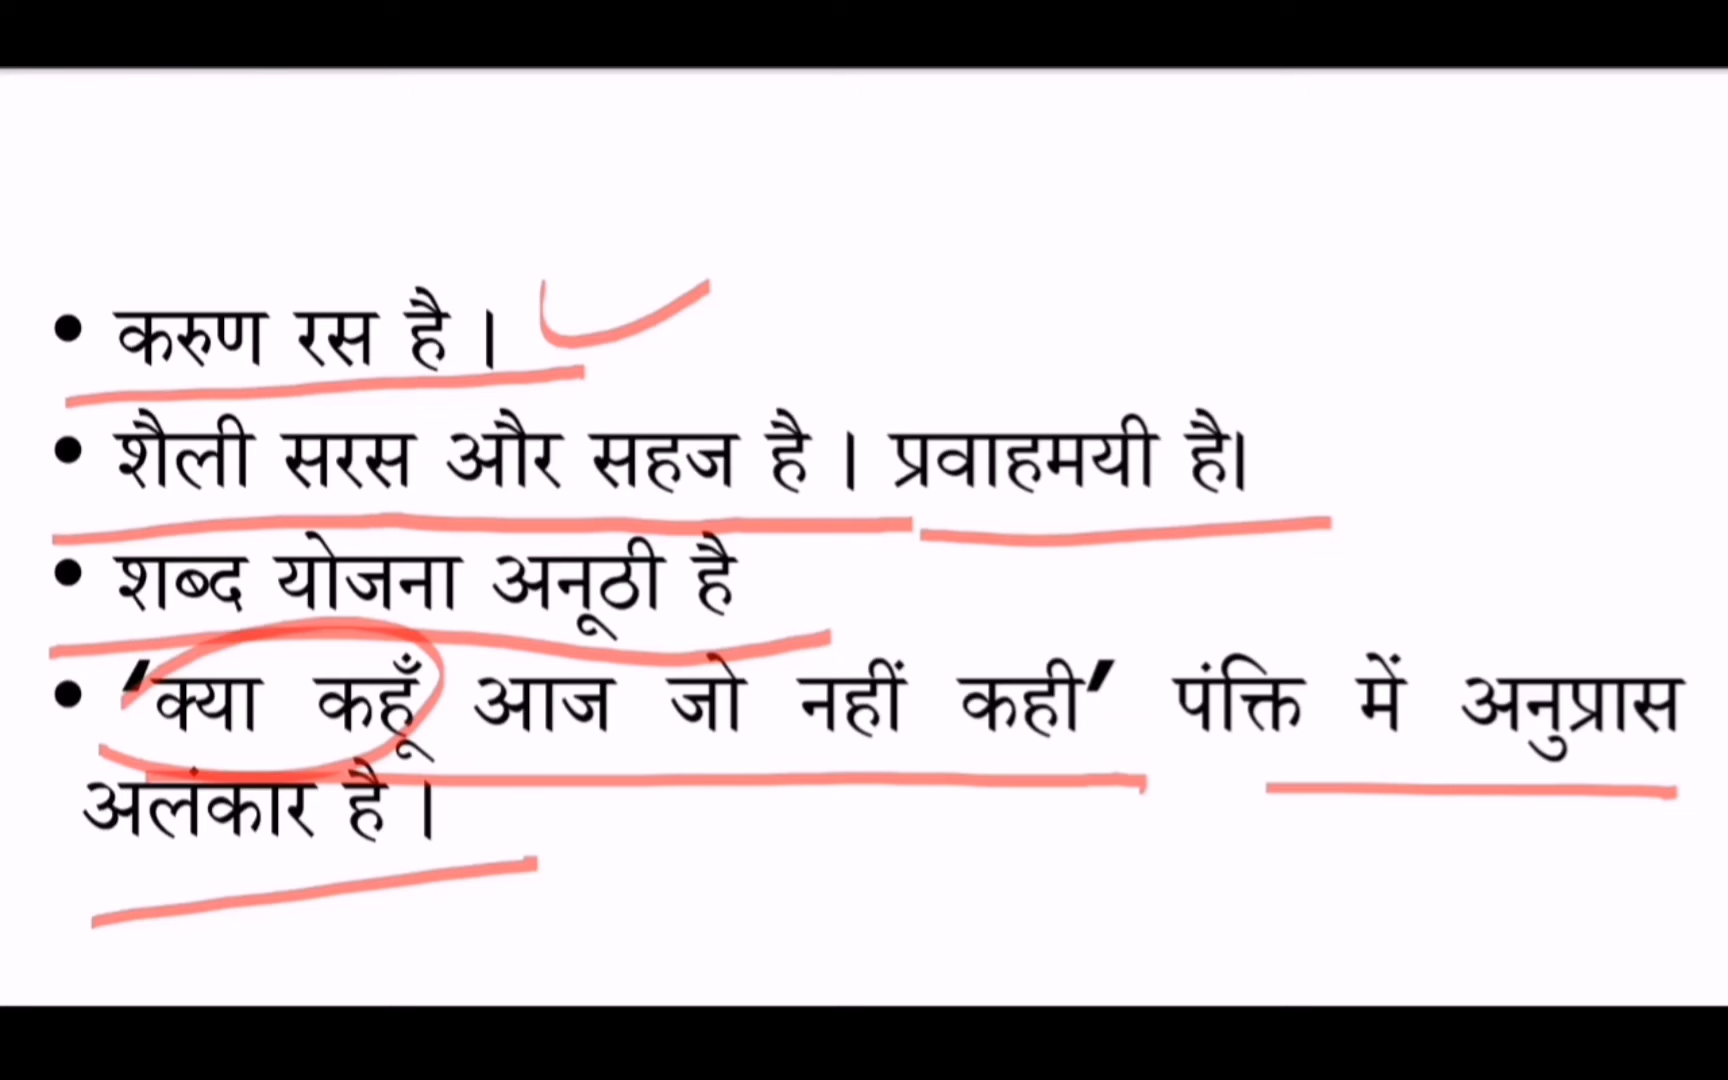 • करुण रस है ।
• शैली सरस और सहज है । प्रवाहमयी है।
• शब्द योजना अनूठी है
• 'क्या कहूँ आज जो नहीं कही' पंक्ति में अनुप्रास
अलंकार है ।